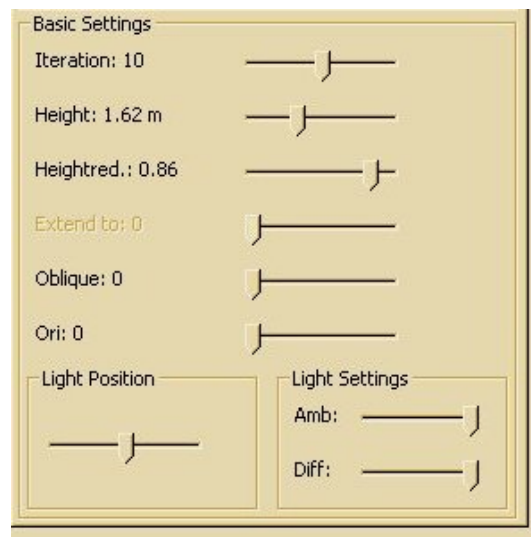 Basic Settings
Iteration: 10
Height: 1.62 m
Heightred.: 0.86
Extend to: 0
Oblique: 0
Ori: 0
Light Position
Light Settings
Amb:
Diff: